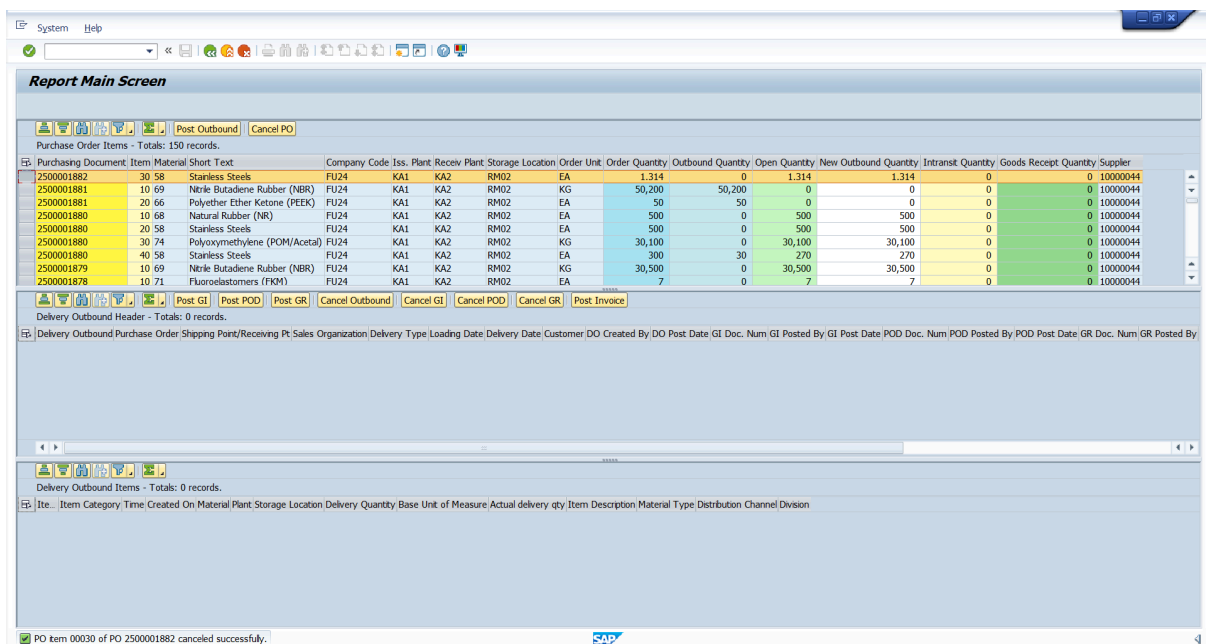 System Help
Report Main Screen
Post Outbound Cancel PO
Purchase Order Items - Totals: 150 records.
Purchasing Document Item Material Short Text Company Code Iss. Plant Receiv Plant Storage Location Order Unit Order Quantity Outbound Quantity Open Quantity New Outbound Quantity Intransit Quantity Goods Receipt Quantity Supplier
2500001882 30 58 Stainless Steels FU24 KA1 KA2 RM02 EA 1.314 0 1.314 1.314 0 0 10000044
2500001881 10 69 Nitrile Butadiene Rubber (NBR) FU24 KA1 KA2 RM02 KG 50,200 50,200 0 0 0 0 10000044
2500001881 20 66 Polyether Ether Ketone (PEEK) FU24 KA1 KA2 RM02 EA 50 50 0 0 0 0 10000044
2500001880 10 68 Natural Rubber (NR) FU24 KA1 KA2 RM02 EA 500 0 500 500 0 0 10000044
2500001880 20 58 Stainless Steels FU24 KA1 KA2 RM02 EA 500 0 500 500 0 0 10000044
2500001880 30 74 Polyoxymethylene (POM/Acetal) FU24 KA1 KA2 RM02 KG 30,100 0 30,100 30,100 0 0 10000044
2500001880 40 58 Stainless Steels FU24 KA1 KA2 RM02 EA 300 30 270 270 0 0 10000044
2500001879 10 69 Nitrile Butadiene Rubber (NBR) FU24 KA1 KA2 RM02 KG 30,500 0 30,500 30,500 0 0 10000044
2500001878 10 71 Fluoroelastomers (FKM) FU24 KA1 KA2 RM02 EA 7 0 7 7 0 0 10000044
Post GI Post POD Post GR Cancel Outbound Cancel GI Cancel POD Cancel GR Post Invoice
Delivery Outbound Header - Totals: 0 records.
Delivery Outbound Purchase Order Shipping Point/Receiving Pt Sales Organization Delivery Type Loading Date Delivery Date Customer DO Created By DO Post Date GI Doc. Num GI Posted By GI Post Date POD Doc. Num POD Posted By POD Post Date GR Doc. Num GR Posted By
Delivery Outbound Items - Totals: 0 records.
Ite... Item Category Time Created On Material Plant Storage Location Delivery Quantity Base Unit of Measure Actual delivery qty Item Description Material Type Distribution Channel Division
PO item 00030 of PO 2500001882 canceled successfully.
SAP